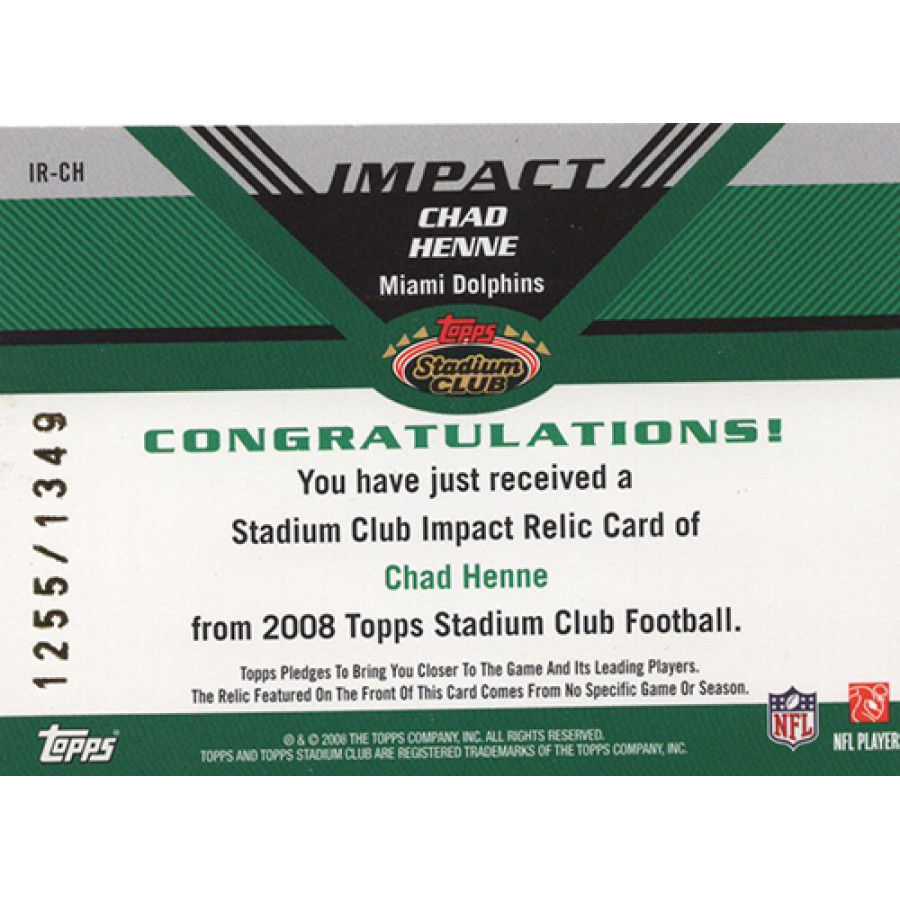 IR-CH
IMPACT
CHAD
HENNE
Miami Dolphins
Topps
Stadium
CLUB
1255/1349
CONGRATULATIONS!
You have just received a
Stadium Club Impact Relic Card of
Chad Henne
from 2008 Topps Stadium Club Football.
Topps Pledges To Bring You Closer To The Game And Its Leading Players.
The Relic Featured On The Front Of This Card Comes From No Specific Game Or Season.
Topps
® & © 2008 THE TOPPS COMPANY, INC. ALL RIGHTS RESERVED.
TOPPS AND TOPPS STADIUM CLUB ARE REGISTERED TRADEMARKS OF THE TOPPS COMPANY, INC.
NFL
NFL PLAYERS